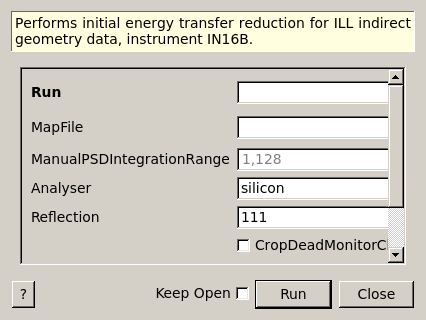 Performs initial energy transfer reduction for ILL indirect
geometry data, instrument IN16B.
Run
MapFile
ManualPSDIntegrationRange 1,128
Analyser silicon
Reflection 111
CropDeadMonitorC
? Keep Open Run Close